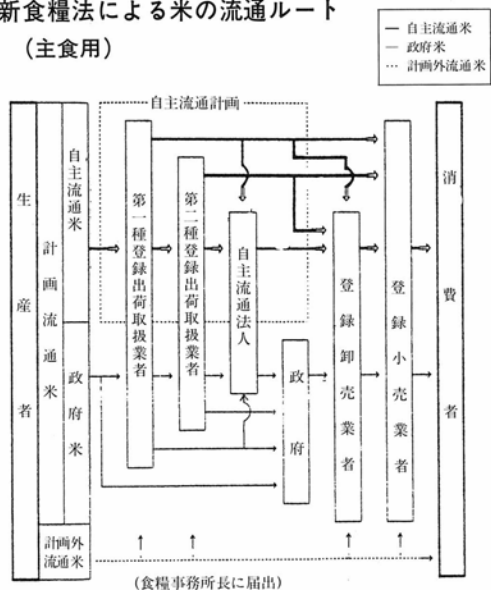 新食糧法による米の流通ルート
(主食用)
自主流通米
政府米
計画外流通米
自主流通計画
生産者
計画流通米
自主流通米
政府米
計画外
流通米
第一種登録出荷取扱業者
第二種登録出荷取扱業者
自主流通法人
政府
登録卸売業者
登録小売業者
消費者
(食糧事務所長に届出)